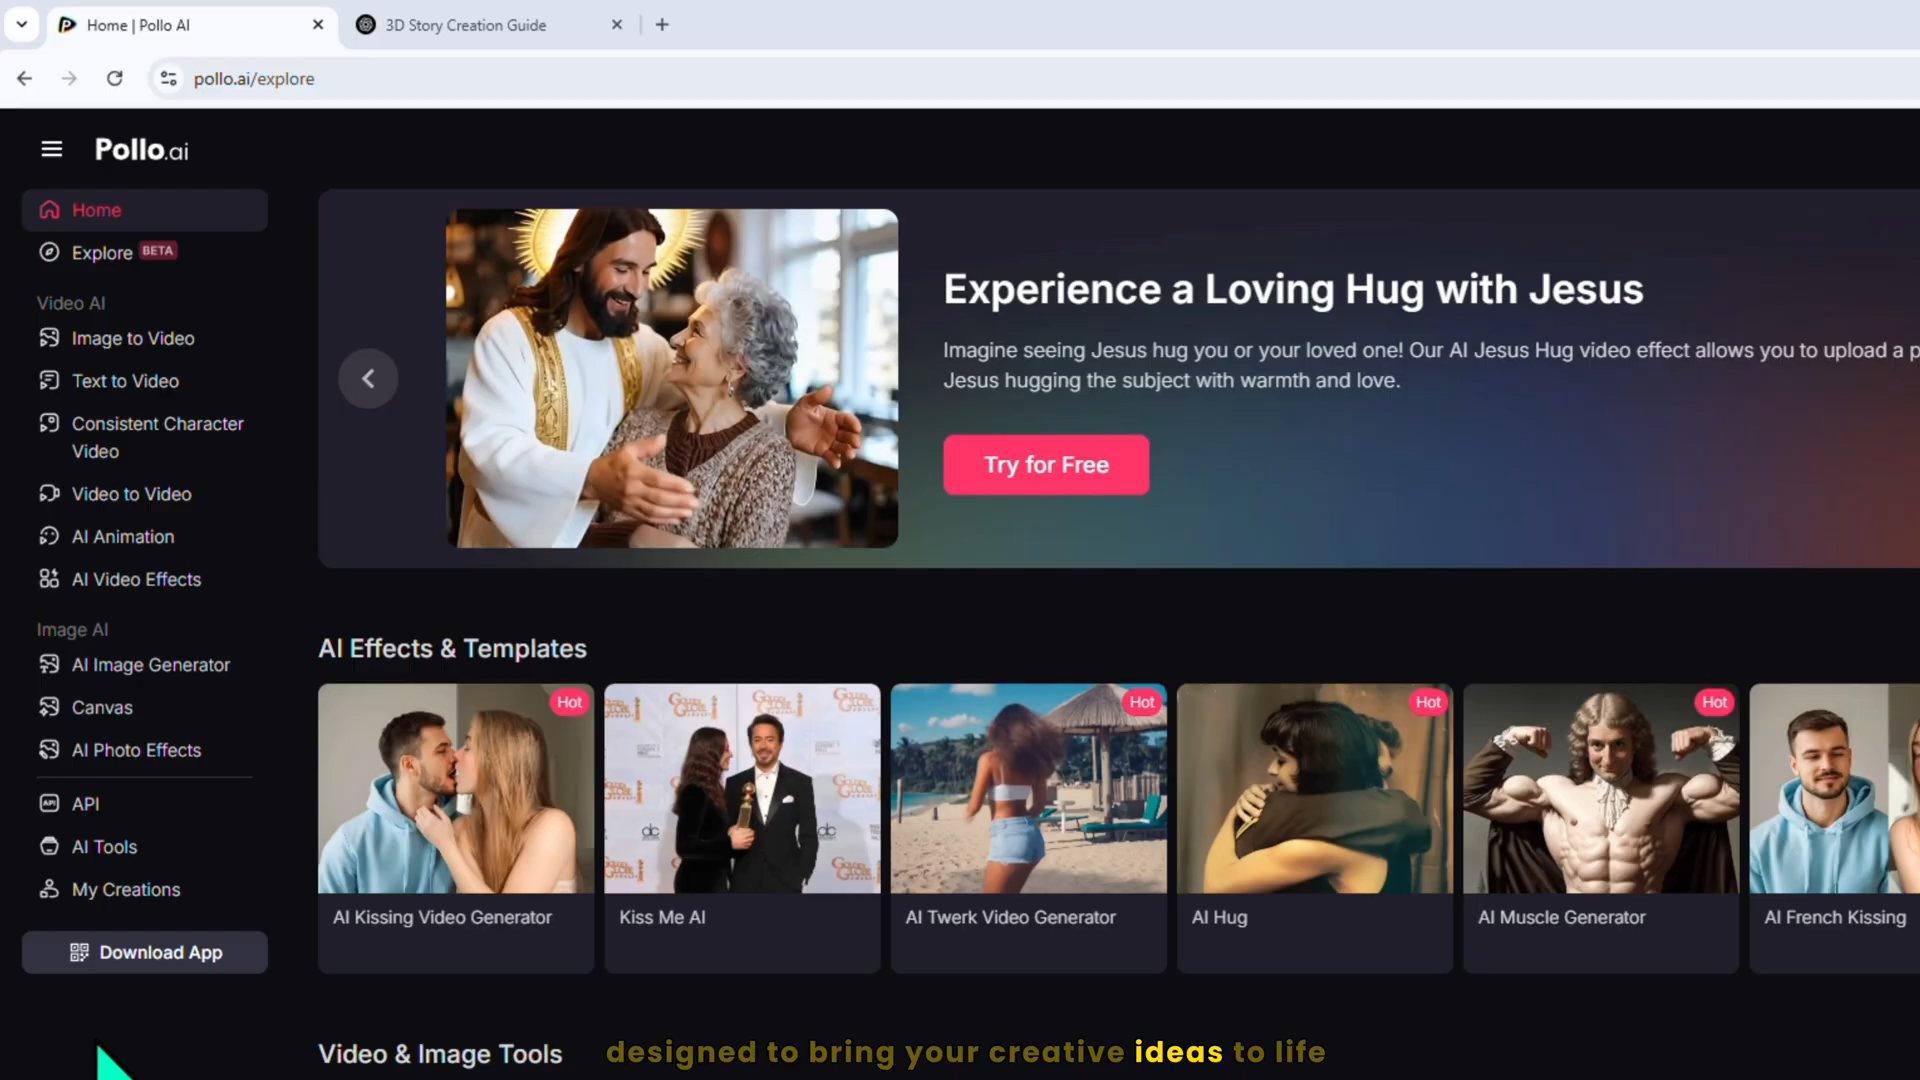 Home | Pollo AI
3D Story Creation Guide
pollo.ai/explore
Pollo.ai
Home
Explore BETA
Video AI
Image to Video
Text to Video
Consistent Character
Video
Video to Video
AI Animation
AI Video Effects
Image AI
AI Image Generator
Canvas
AI Photo Effects
API
AI Tools
My Creations
Download App
Experience a Loving Hug with Jesus
Imagine seeing Jesus hug you or your loved one! Our AI Jesus Hug video effect allows you to upload a p
Jesus hugging the subject with warmth and love.
Try for Free
AI Effects & Templates
Hot
Hot
Hot
Hot
AI Kissing Video Generator
Kiss Me AI
AI Twerk Video Generator
AI Hug
AI Muscle Generator
AI French Kissing
Video & Image Tools
designed to bring your creative ideas to life